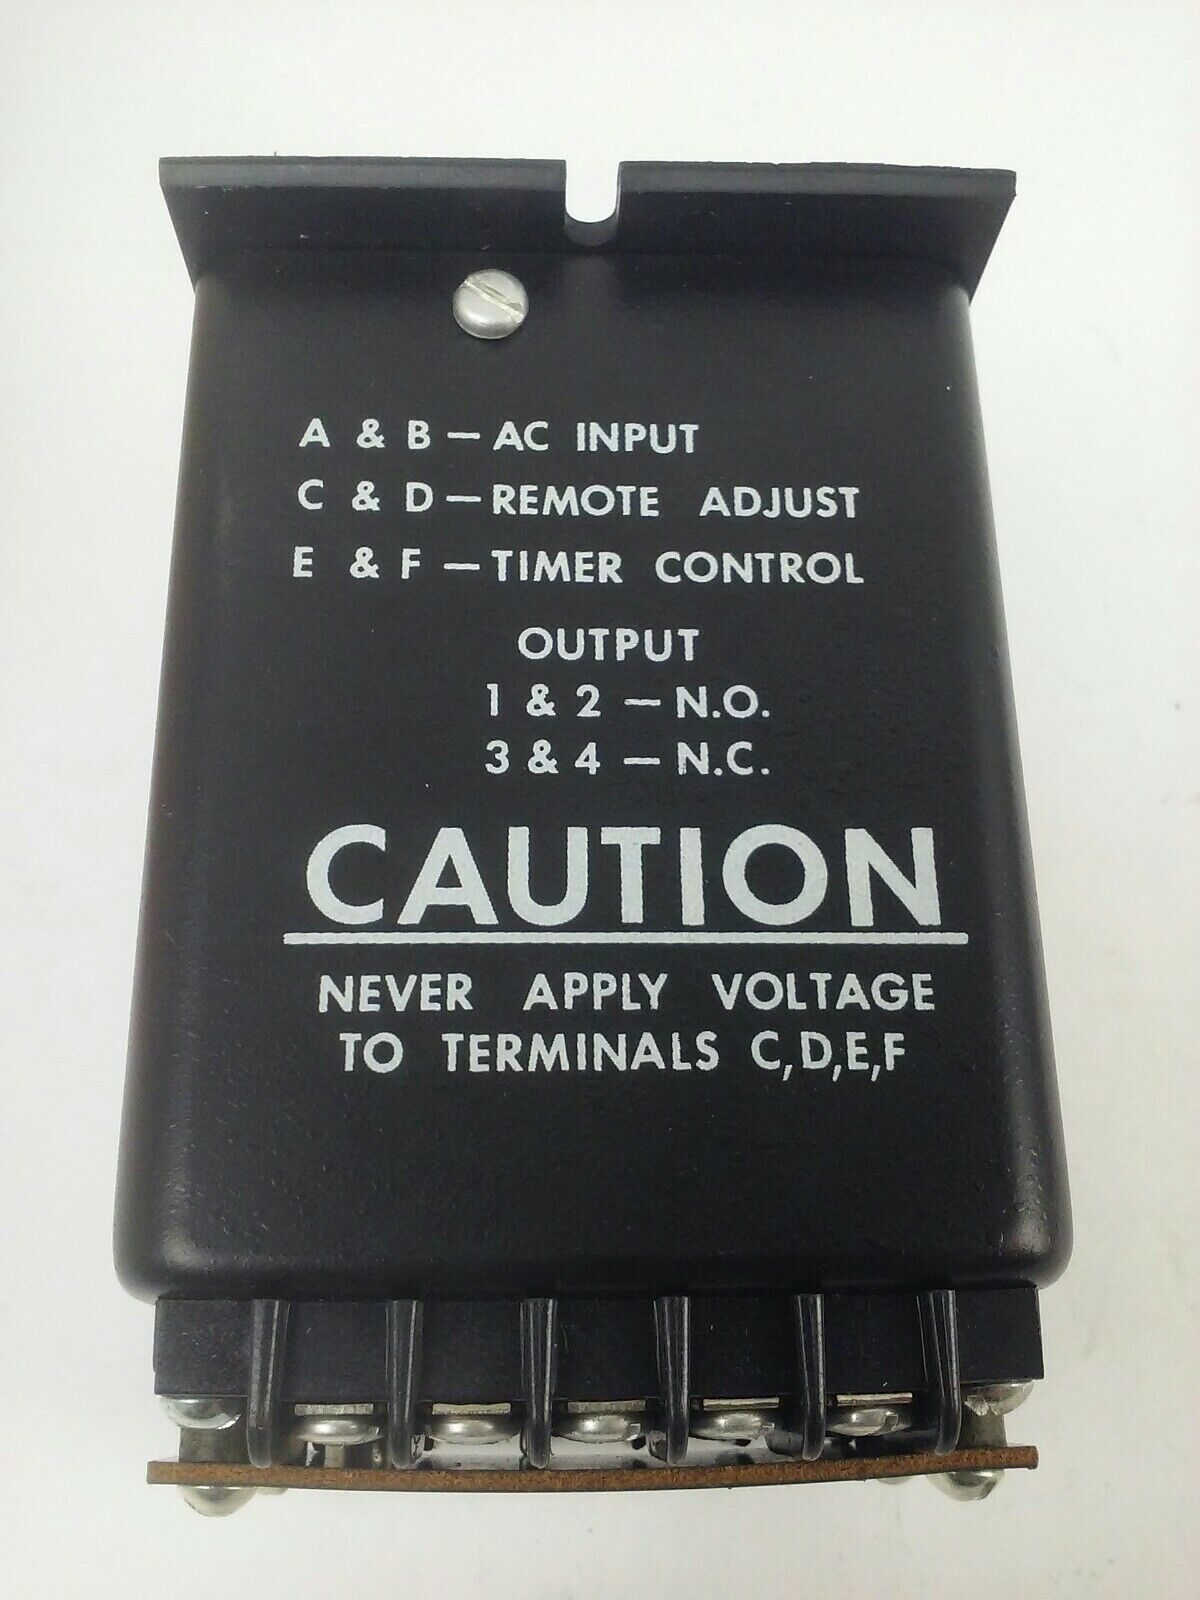 A & B — AC INPUT
C & D — REMOTE ADJUST
E & F — TIMER CONTROL
OUTPUT
1 & 2 — N.O.
3 & 4 — N.C.
CAUTION
NEVER APPLY VOLTAGE
TO TERMINALS C,D,E,F